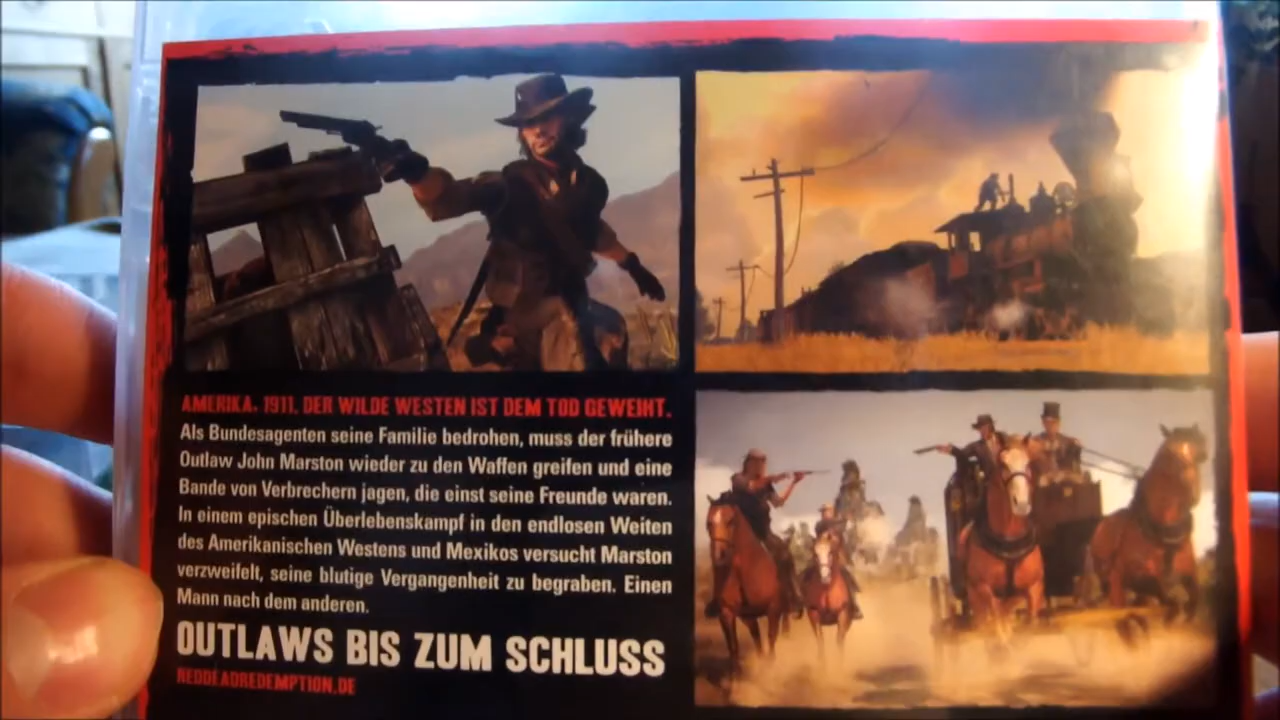 AMERIKA. 1911. DER WILDE WESTEN IST DEM TOD GEWEIHT.
Als Bundesagenten seine Familie bedrohen, muss der frühere
Outlaw John Marston wieder zu den Waffen greifen und eine
Bande von Verbrechern jagen, die einst seine Freunde waren.
In einem epischen Überlebenskampf in den endlosen Weiten
des Amerikanischen Westens und Mexikos versucht Marston
verzweifelt, seine blutige Vergangenheit zu begraben. Einen
Mann nach dem anderen.
OUTLAWS BIS ZUM SCHLUSS
REDDEADREDEMPTION.DE